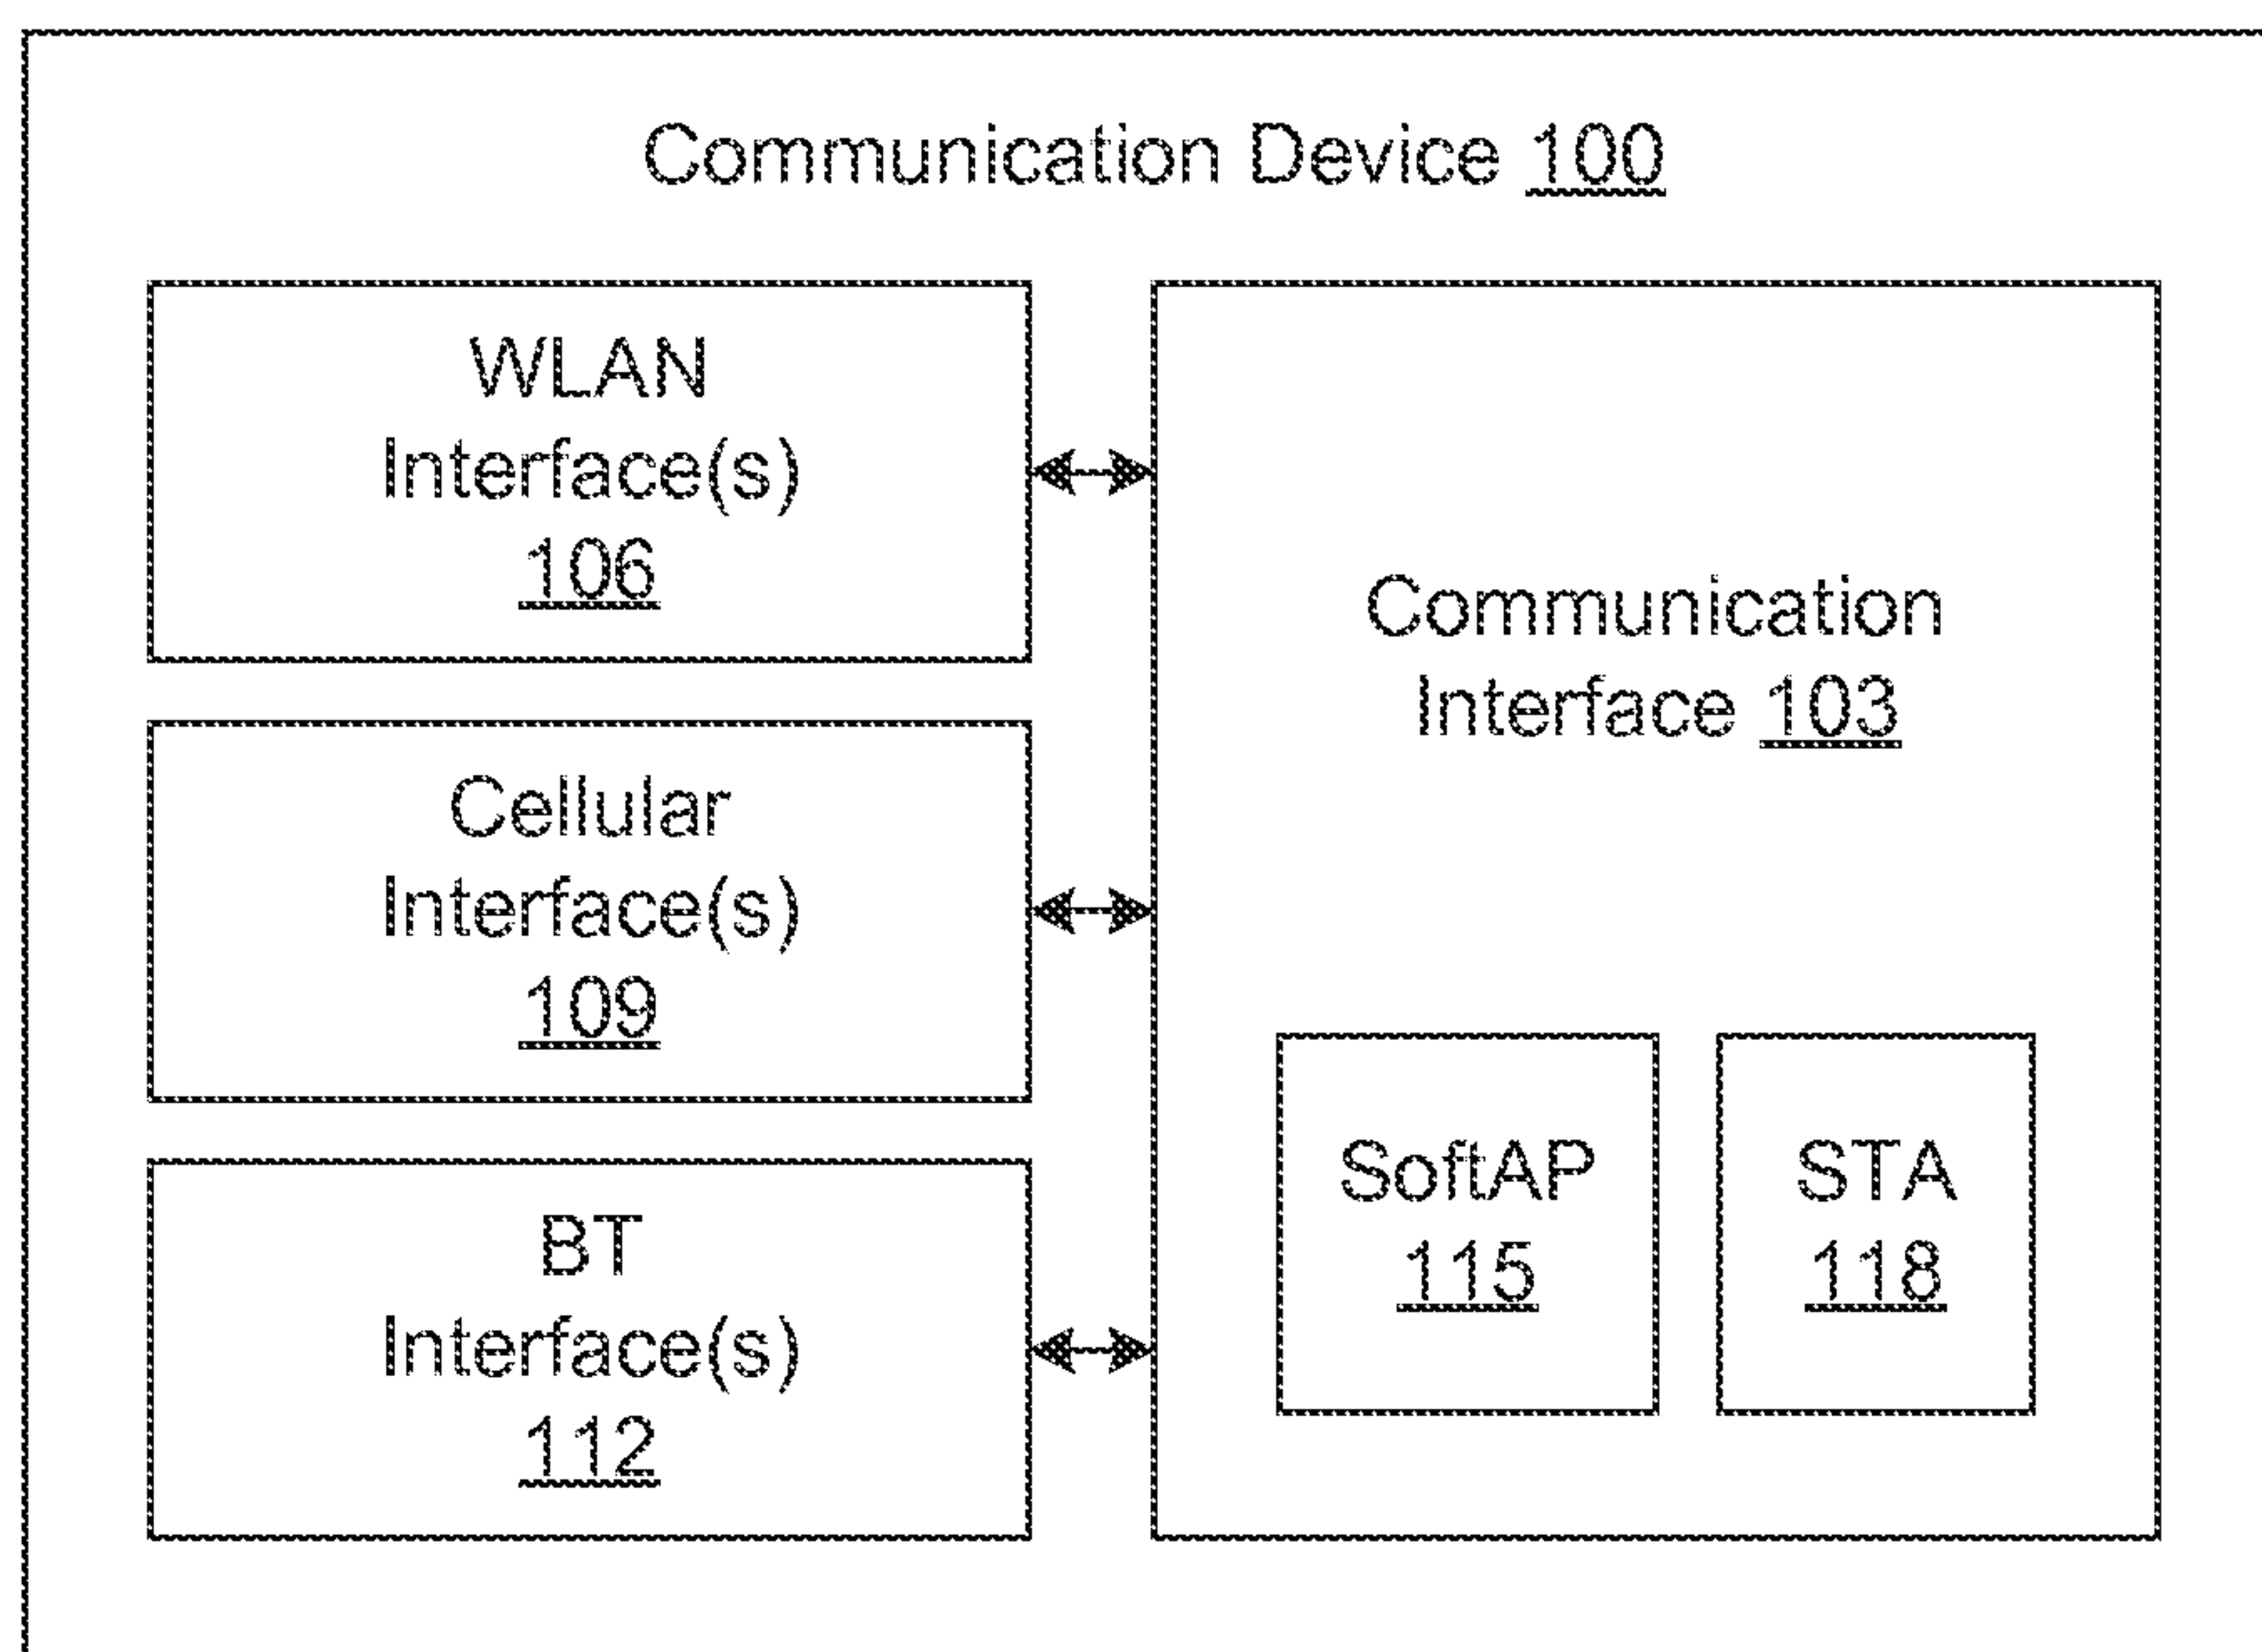 Communication Device 100
WLAN
Interface(s)
106
Cellular
Interface(s)
109
BT
Interface(s)
112
Communication
Interface 103
SoftAP
115
STA
118